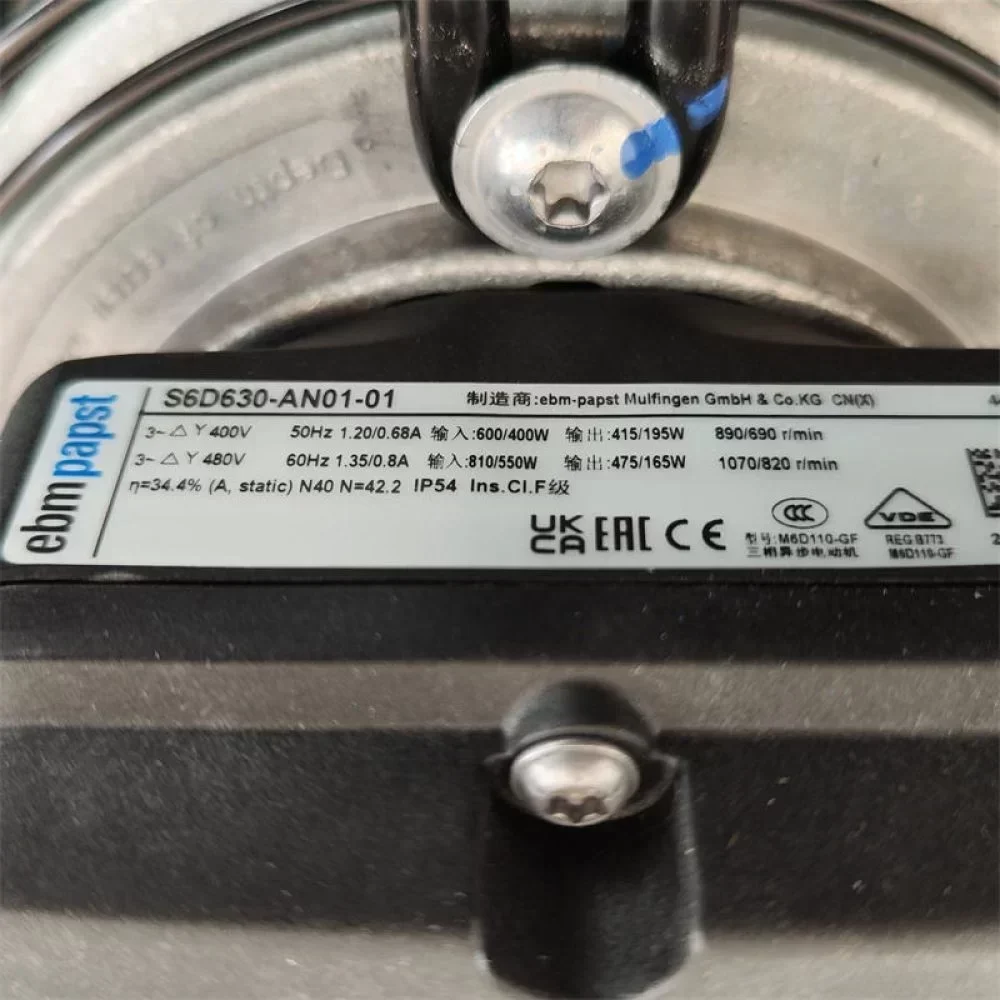 ebmpapst
S6D630-AN01-01 制造商:ebm-papst Mulfingen GmbH & Co.KG CN(X)
3~ △ Y 400V 50Hz 1.20/0.68A 输入:600/400W 输出:415/195W 890/690 r/min
3~ △ Y 480V 60Hz 1.35/0.8A 输入:810/550W 输出:475/165W 1070/820 r/min
η=34.4% (A, static) N40 N=42.2 IP54 Ins.Cl.F级
UK CA EAC CE
CCC
型号:M6D110-GF
三相异步电动机
VDE
REG B773
M6D110-GF